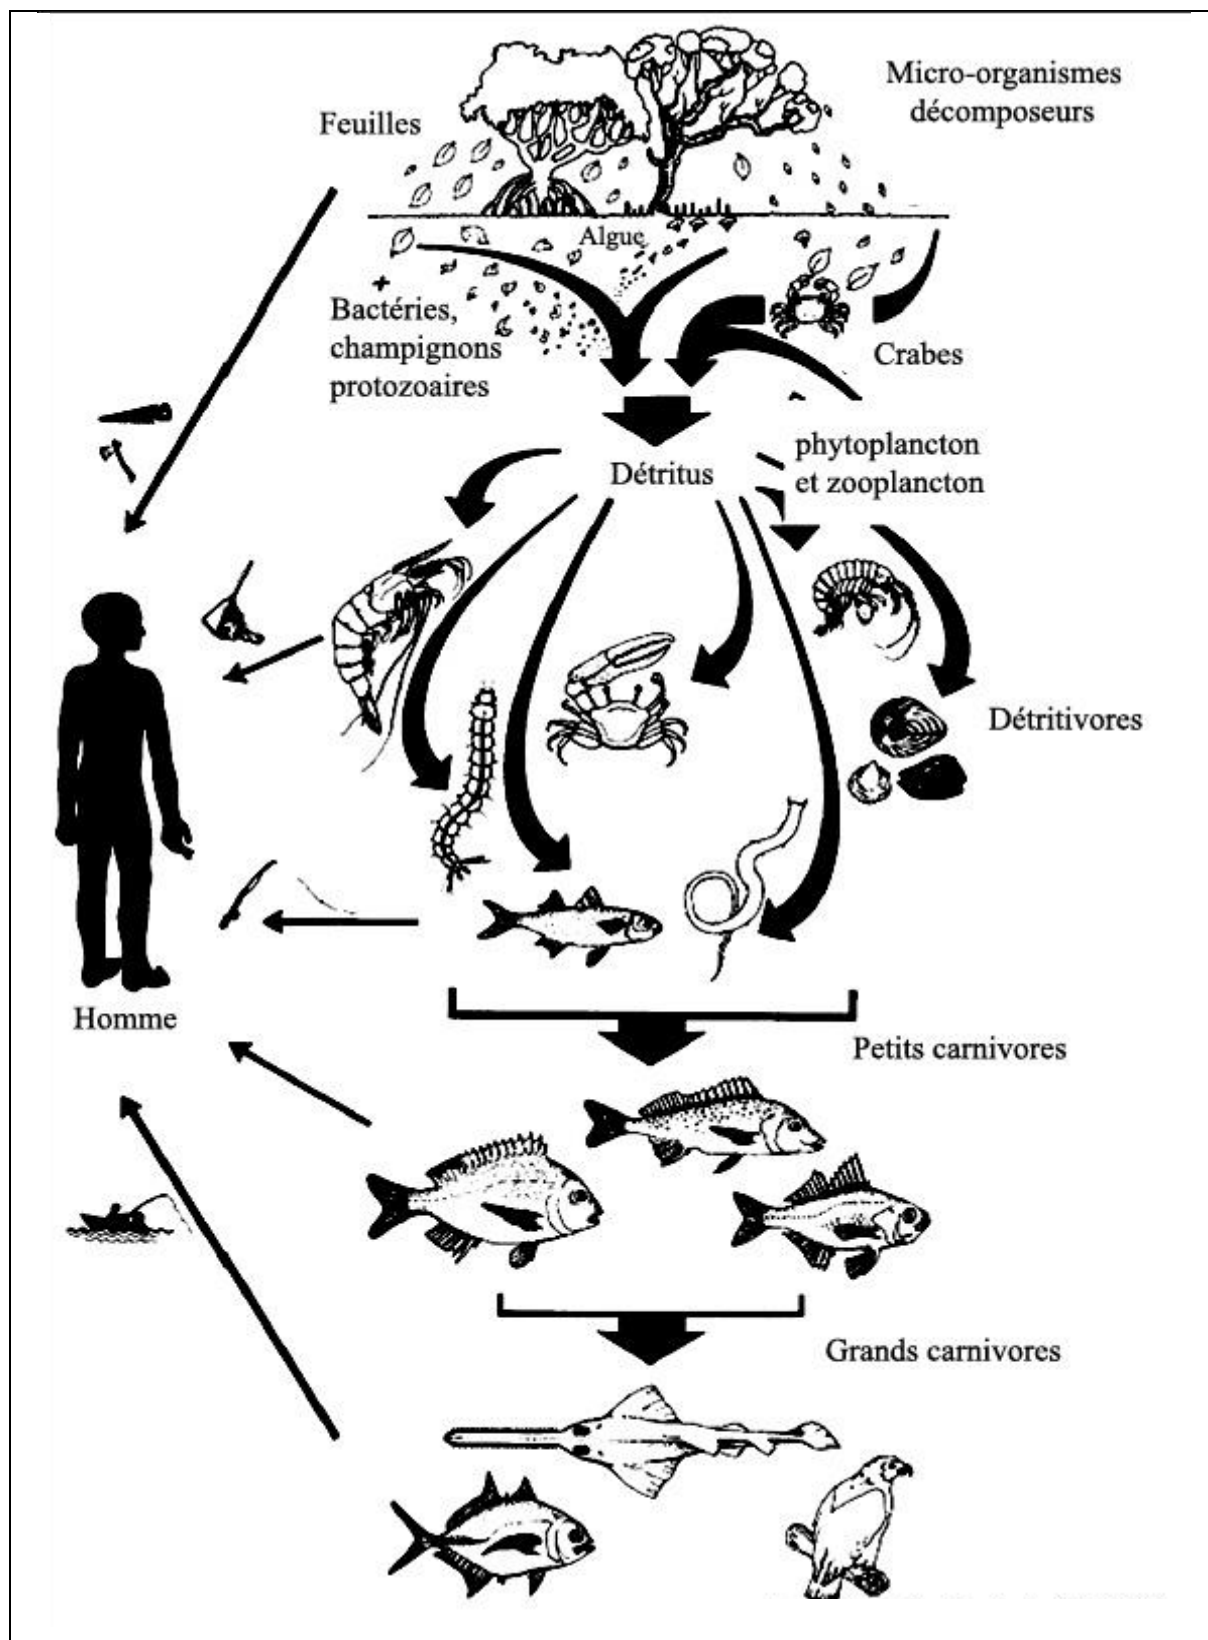 Micro-organismes
décomposeurs
Feuilles
Algue
+
Bactéries,
champignons
protozoaires
Crabes
phytoplancton
et zooplancton
Détritus
Détritivores
Homme
Petits carnivores
Grands carnivores